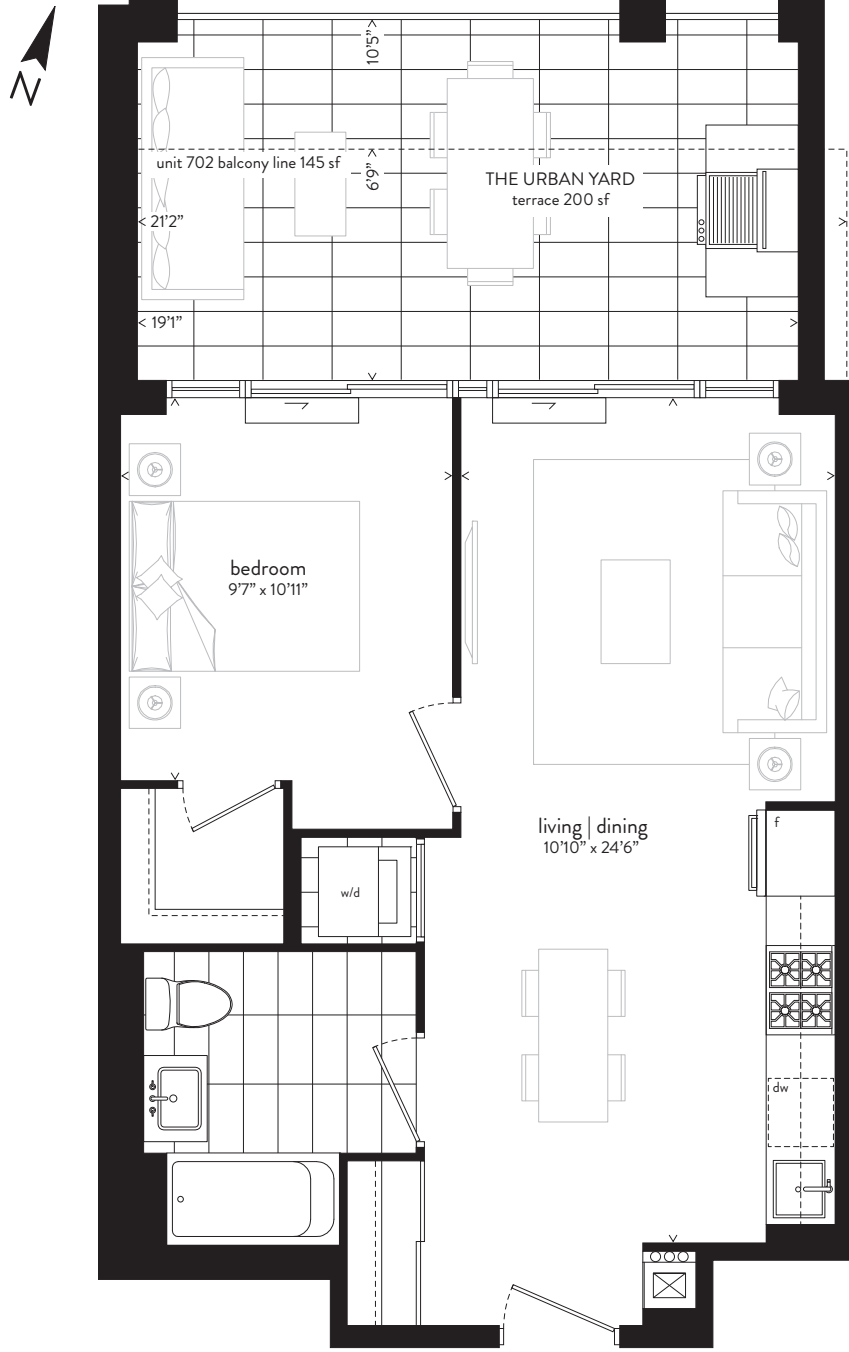 N
10'5"
unit 702 balcony line 145 sf
6'9"
THE URBAN YARD
terrace 200 sf
21'2"
19'1"
bedroom
9'7" x 10'11"
living | dining
10'10" x 24'6"
f
w/d
dw